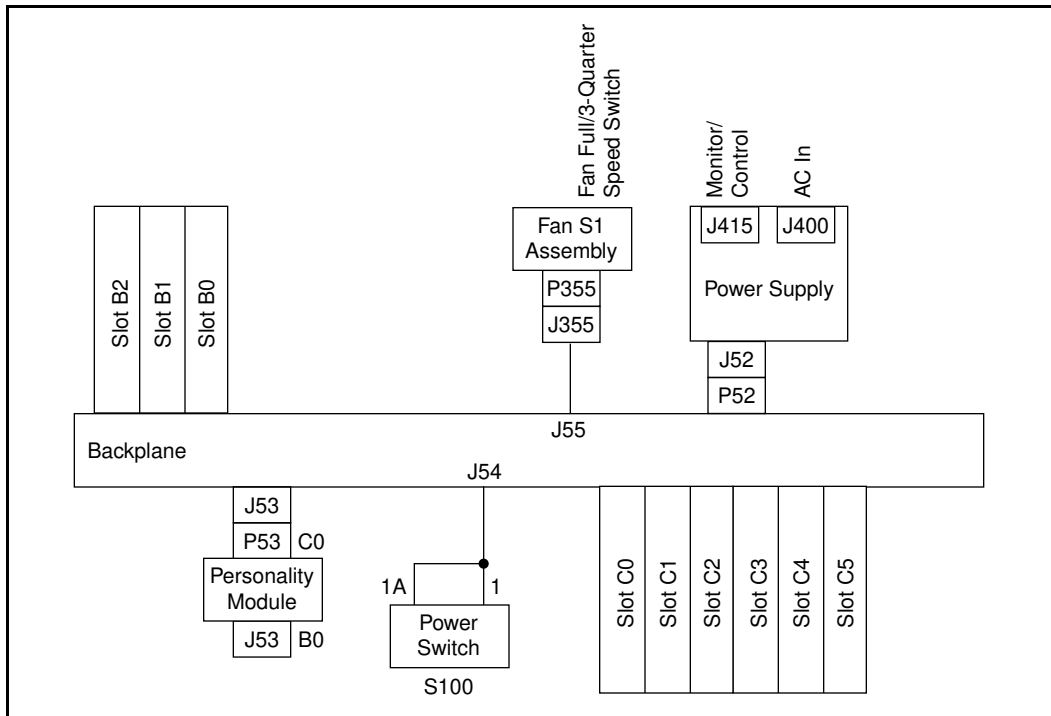 Fan Full/3-Quarter
Speed Switch
Monitor/
Control
AC In
Fan S1
Assembly
J415
J400
Power Supply
P355
J355
J52
P52
Slot B2
Slot B1
Slot B0
Backplane
J55
J54
J53
P53
C0
Personality
Module
J53
B0
1A
1
Power
Switch
S100
Slot C0
Slot C1
Slot C2
Slot C3
Slot C4
Slot C5